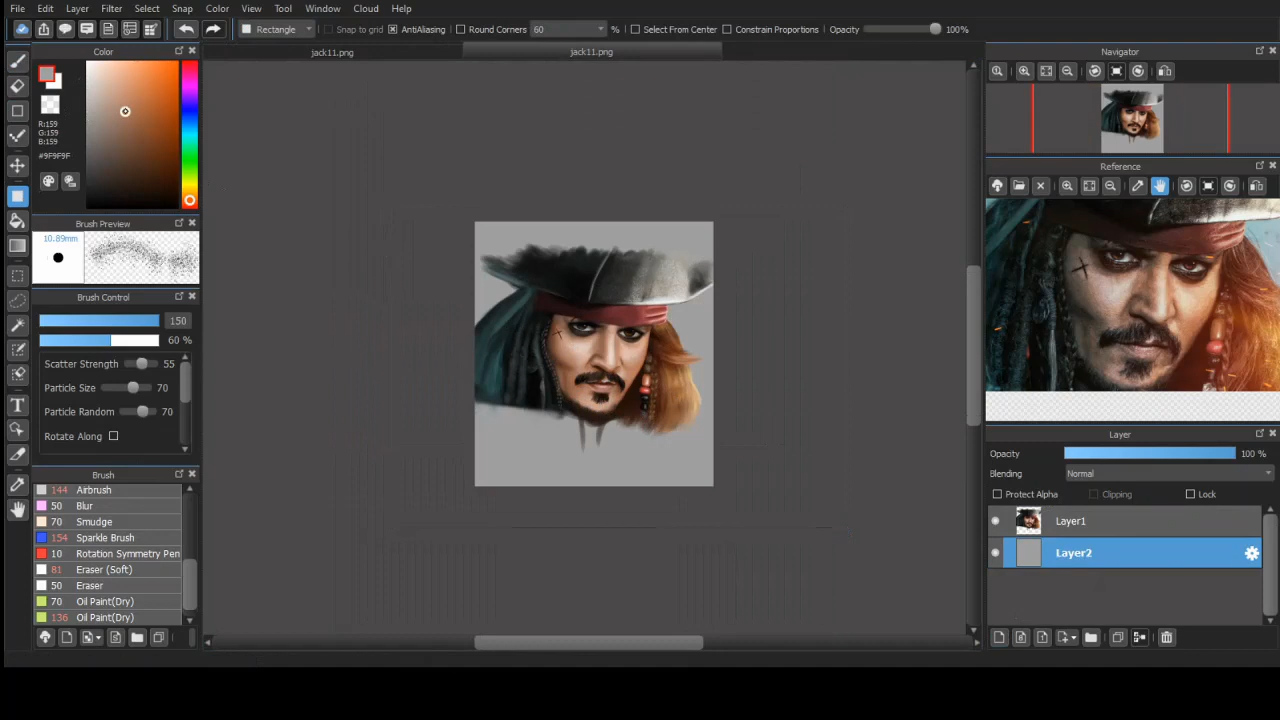 File Edit Layer Filter Select Snap Color View Tool Window Cloud Help
Rectangle Snap to grid AntiAliasing Round Corners 60 % Select From Center Constrain Proportions Opacity 100%
Color
jack11.png jack11.png
Navigator
R:159
G:159
B:159
#9F9F9F
Brush Preview
10.89mm
Brush Control
150
60 %
Scatter Strength 55
Particle Size 70
Particle Random 70
Rotate Along
Brush
144 Airbrush
50 Blur
70 Smudge
154 Sparkle Brush
10 Rotation Symmetry Pen
81 Eraser (Soft)
50 Eraser
70 Oil Paint(Dry)
136 Oil Paint(Dry)
Reference
Layer
Opacity 100 %
Blending Normal
Protect Alpha Clipping Lock
Layer1
Layer2